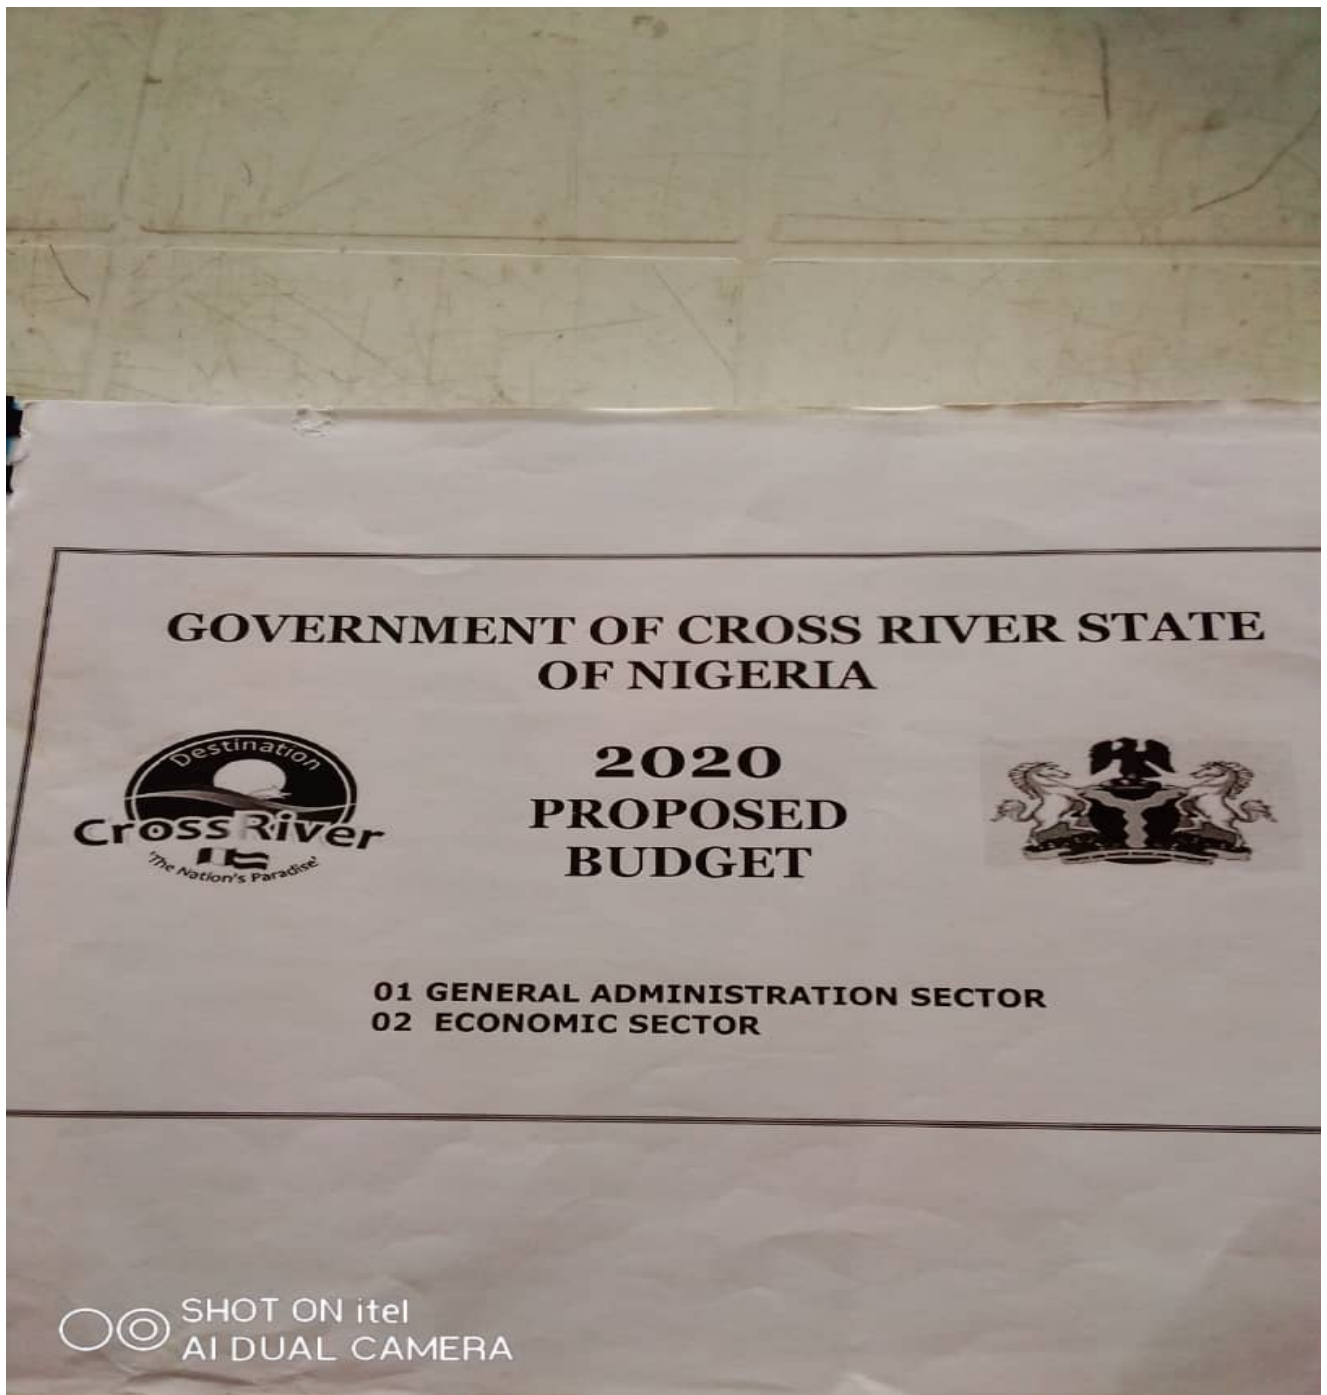 GOVERNMENT OF CROSS RIVER STATE
OF NIGERIA
Destination
CrossRiver
'The Nation's Paradise'
2020
PROPOSED
BUDGET
01 GENERAL ADMINISTRATION SECTOR
02 ECONOMIC SECTOR
SHOT ON itel
AI DUAL CAMERA